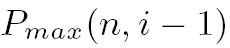 P_{max}(n, i − 1)